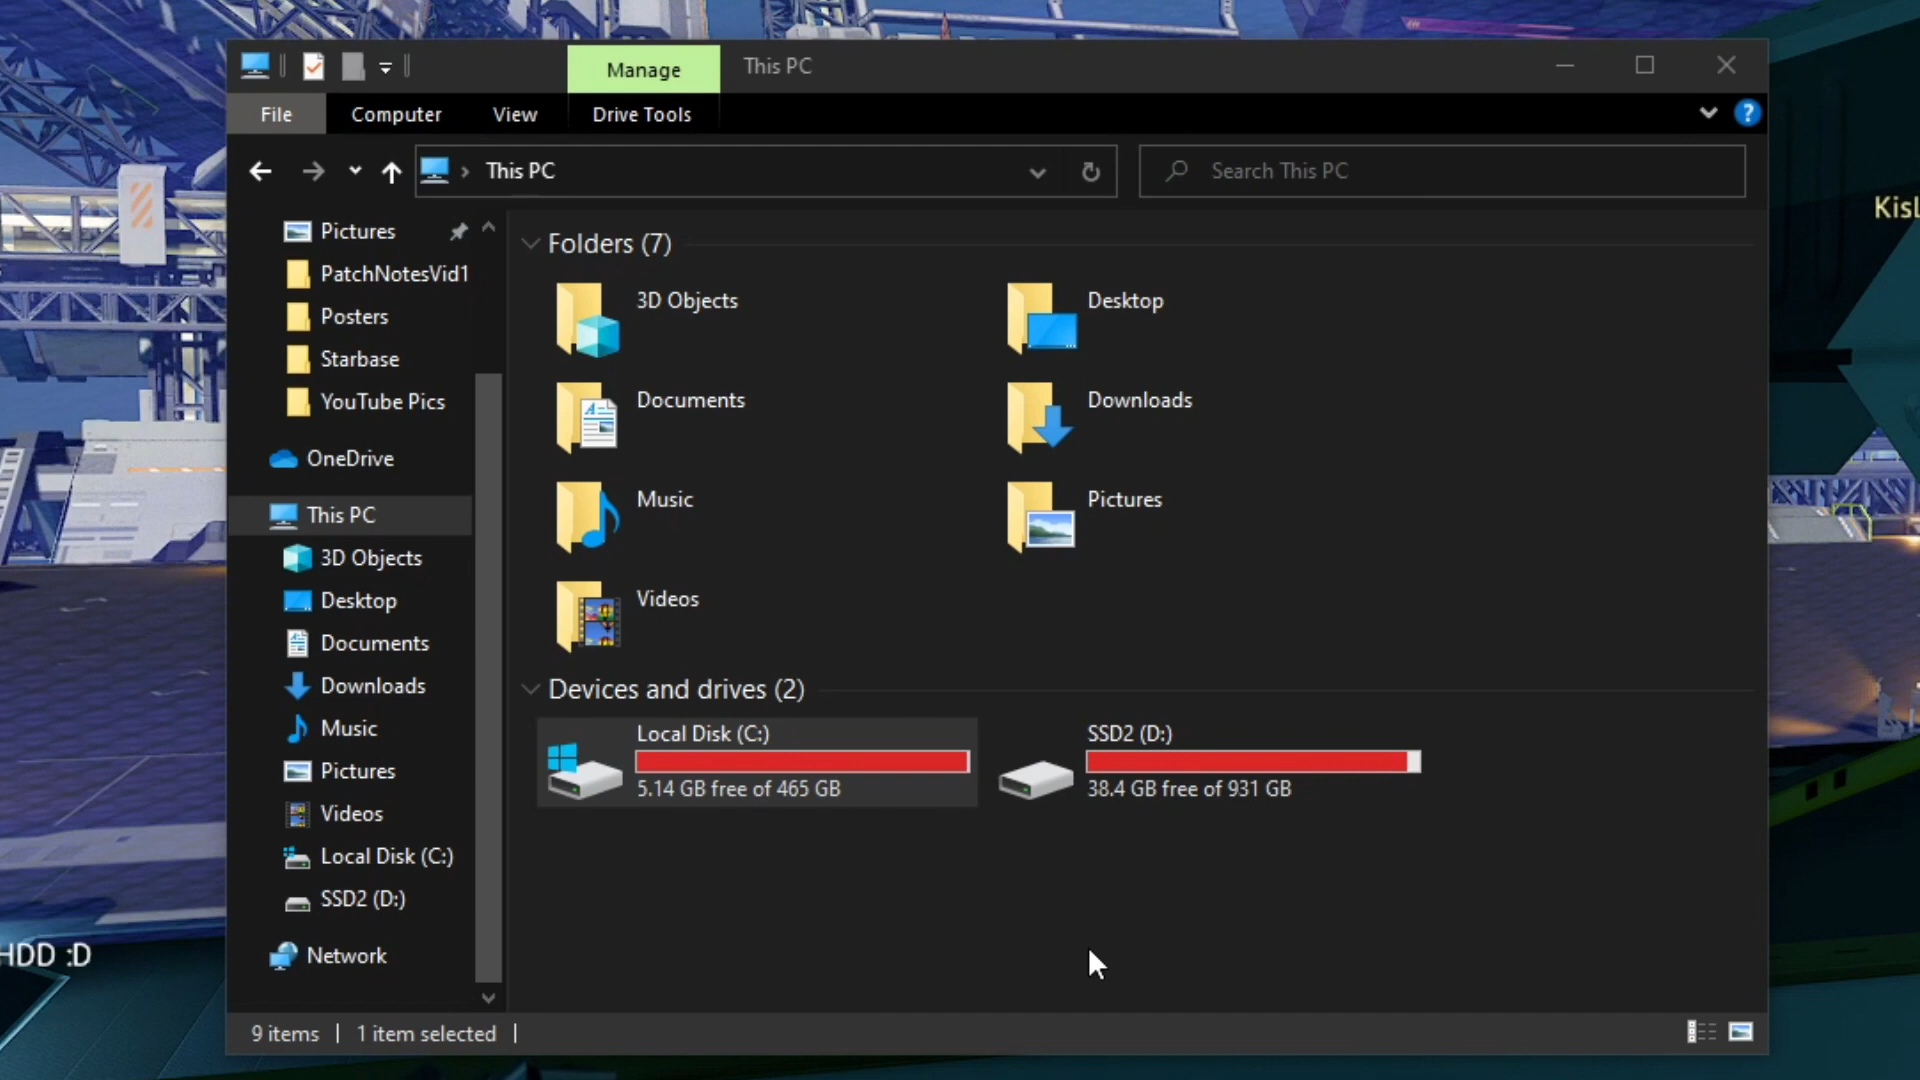 Manage
This PC
File
Computer
View
Drive Tools
?
This PC
Search This PC
Pictures
PatchNotesVid1
Posters
Starbase
YouTube Pics
OneDrive
This PC
3D Objects
Desktop
Documents
Downloads
Music
Pictures
Videos
Local Disk (C:)
SSD2 (D:)
Network
Folders (7)
3D Objects
Desktop
Documents
Downloads
Music
Pictures
Videos
Devices and drives (2)
Local Disk (C:)
5.14 GB free of 465 GB
SSD2 (D:)
38.4 GB free of 931 GB
9 items
1 item selected
HDD :D